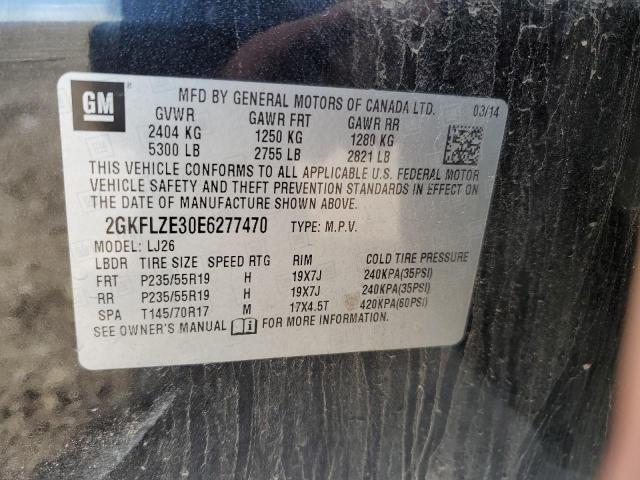 GM
MFD BY GENERAL MOTORS OF CANADA LTD. 03/14
GVWR GAWR FRT GAWR RR
2404 KG 1250 KG 1280 KG
5300 LB 2755 LB 2821 LB
THIS VEHICLE CONFORMS TO ALL APPLICABLE U.S. FEDERAL MOTOR
VEHICLE SAFETY AND THEFT PREVENTION STANDARDS IN EFFECT ON
THE DATE OF MANUFACTURE SHOWN ABOVE.
2GKFLZE30E6277470 TYPE: M.P.V.
MODEL: LJ26
LBDR TIRE SIZE SPEED RTG RIM COLD TIRE PRESSURE
FRT P235/55R19 H 19X7J 240KPA(35PSI)
RR P235/55R19 H 19X7J 240KPA(35PSI)
SPA T145/70R17 M 17X4.5T 420KPA(60PSI)
SEE OWNER'S MANUAL i FOR MORE INFORMATION.